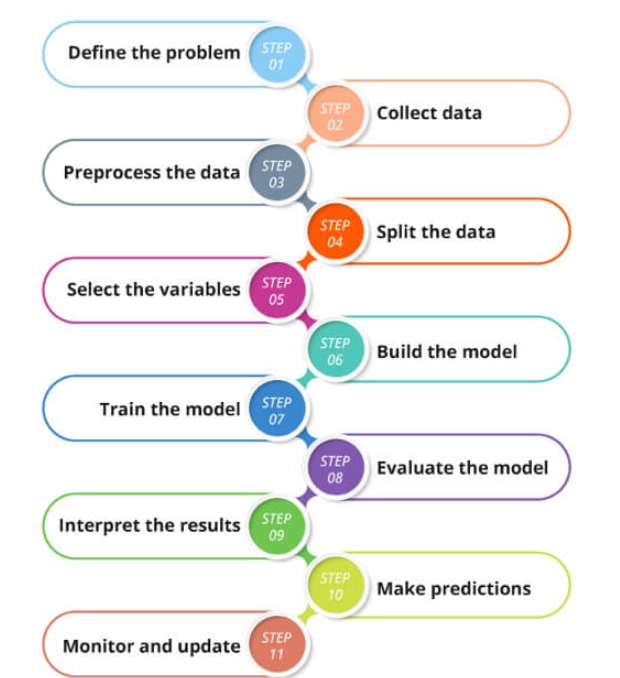 Define the problem
STEP
01
STEP
02
Collect data
Preprocess the data
STEP
03
STEP
04
Split the data
Select the variables
STEP
05
STEP
06
Build the model
Train the model
STEP
07
STEP
08
Evaluate the model
Interpret the results
STEP
09
STEP
10
Make predictions
Monitor and update
STEP
11